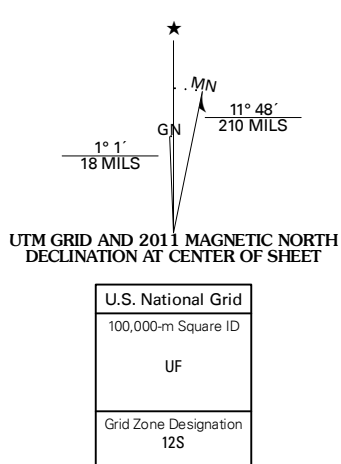 ★
MN
GN
11° 48´
210 MILS
1° 1´
18 MILS
UTM GRID AND 2011 MAGNETIC NORTH
DECLINATION AT CENTER OF SHEET
U.S. National Grid
100,000-m Square ID
UF
Grid Zone Designation
12S